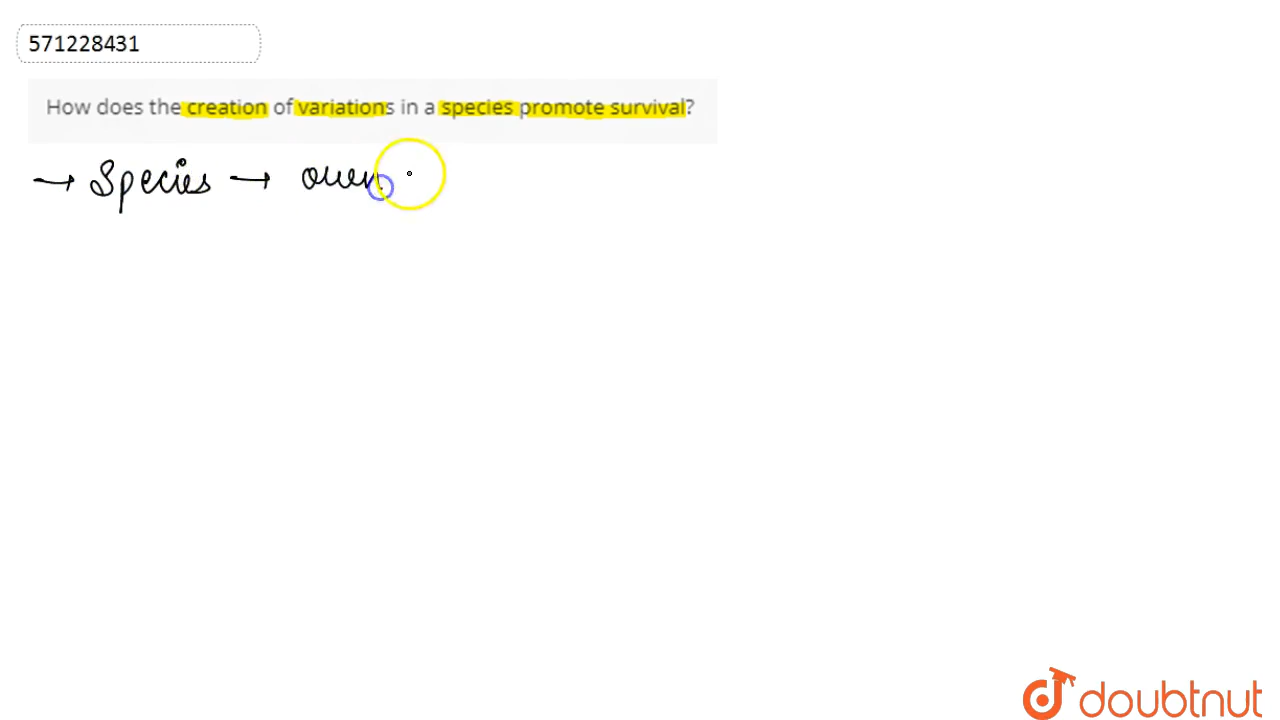 571228431
How does the creation of variations in a species promote survival?
→ Species →
doubtnut